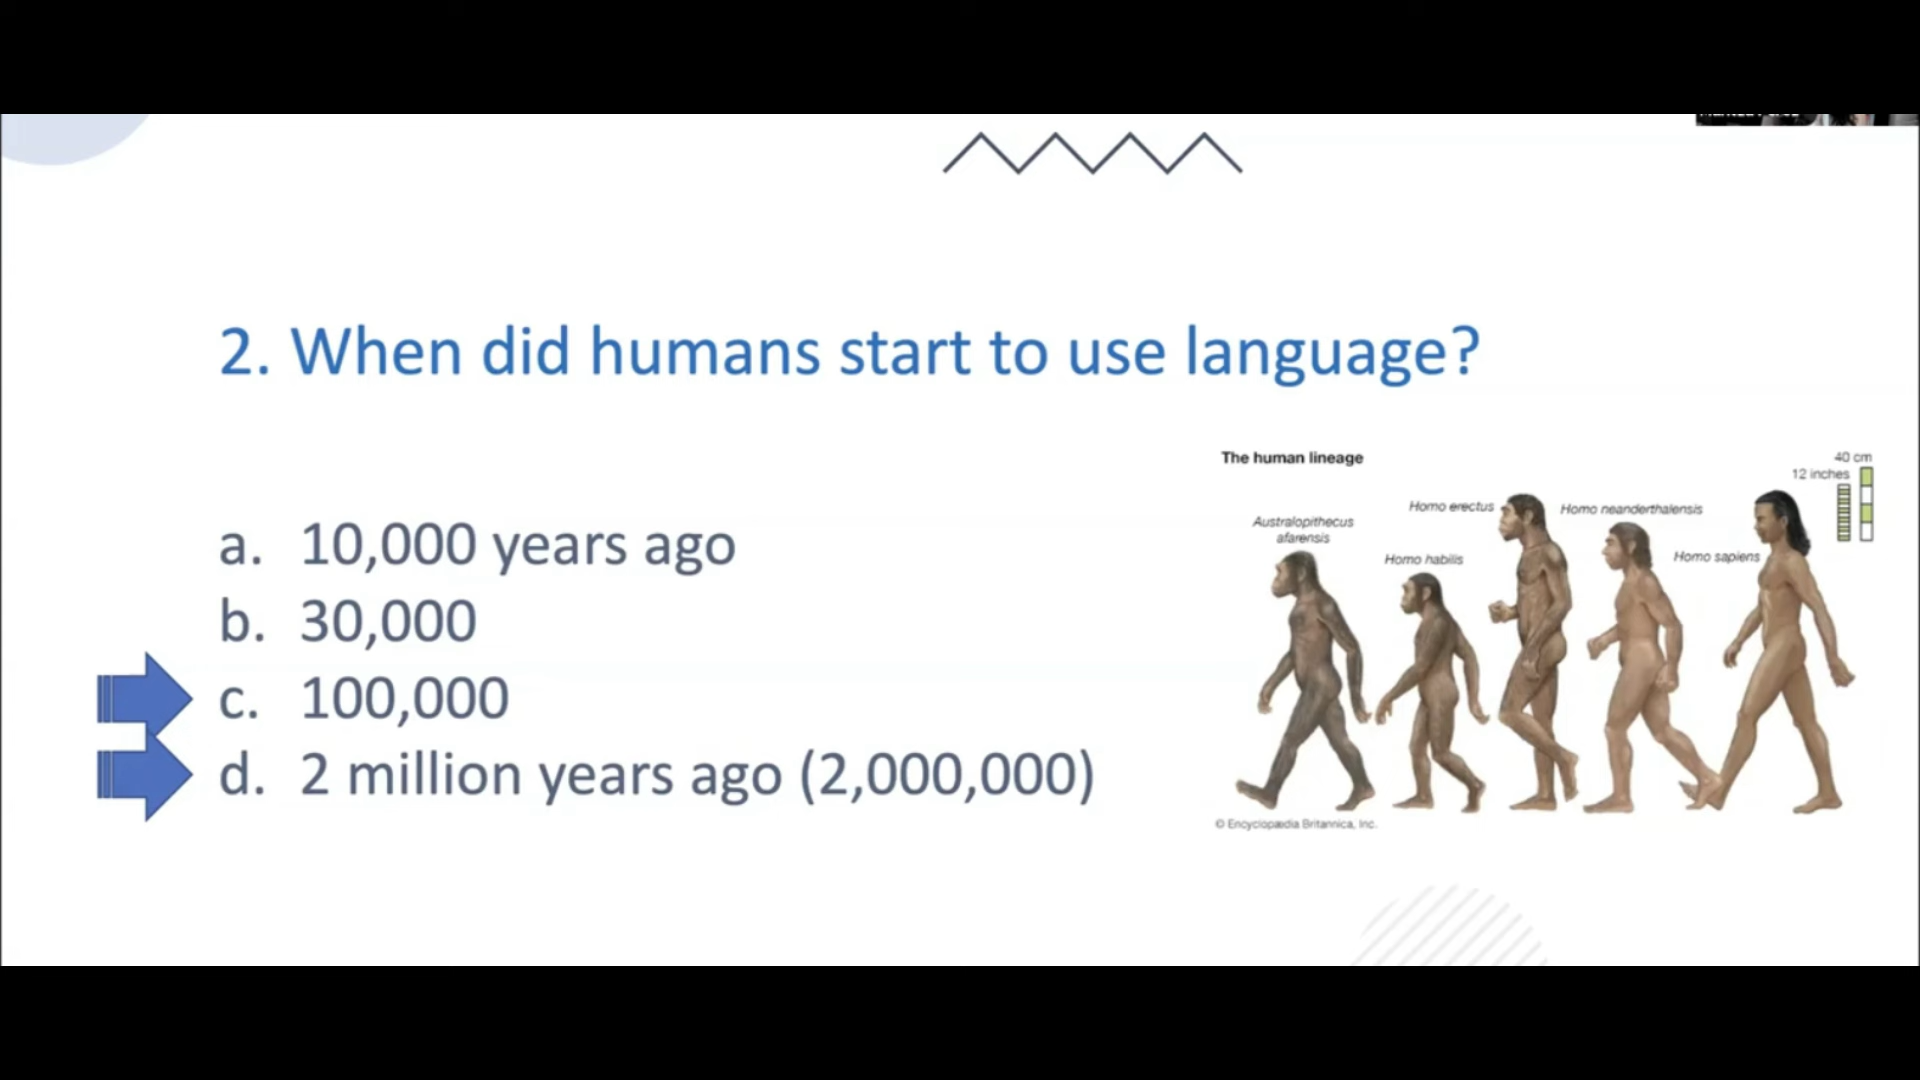 2. When did humans start to use language?
a. 10,000 years ago
b. 30,000
c. 100,000
d. 2 million years ago (2,000,000)
The human lineage
40 cm
12 inches
Australopithecus
afarensis
Homo habilis
Homo erectus
Homo neanderthalensis
Homo sapiens
© Encyclopædia Britannica, Inc.